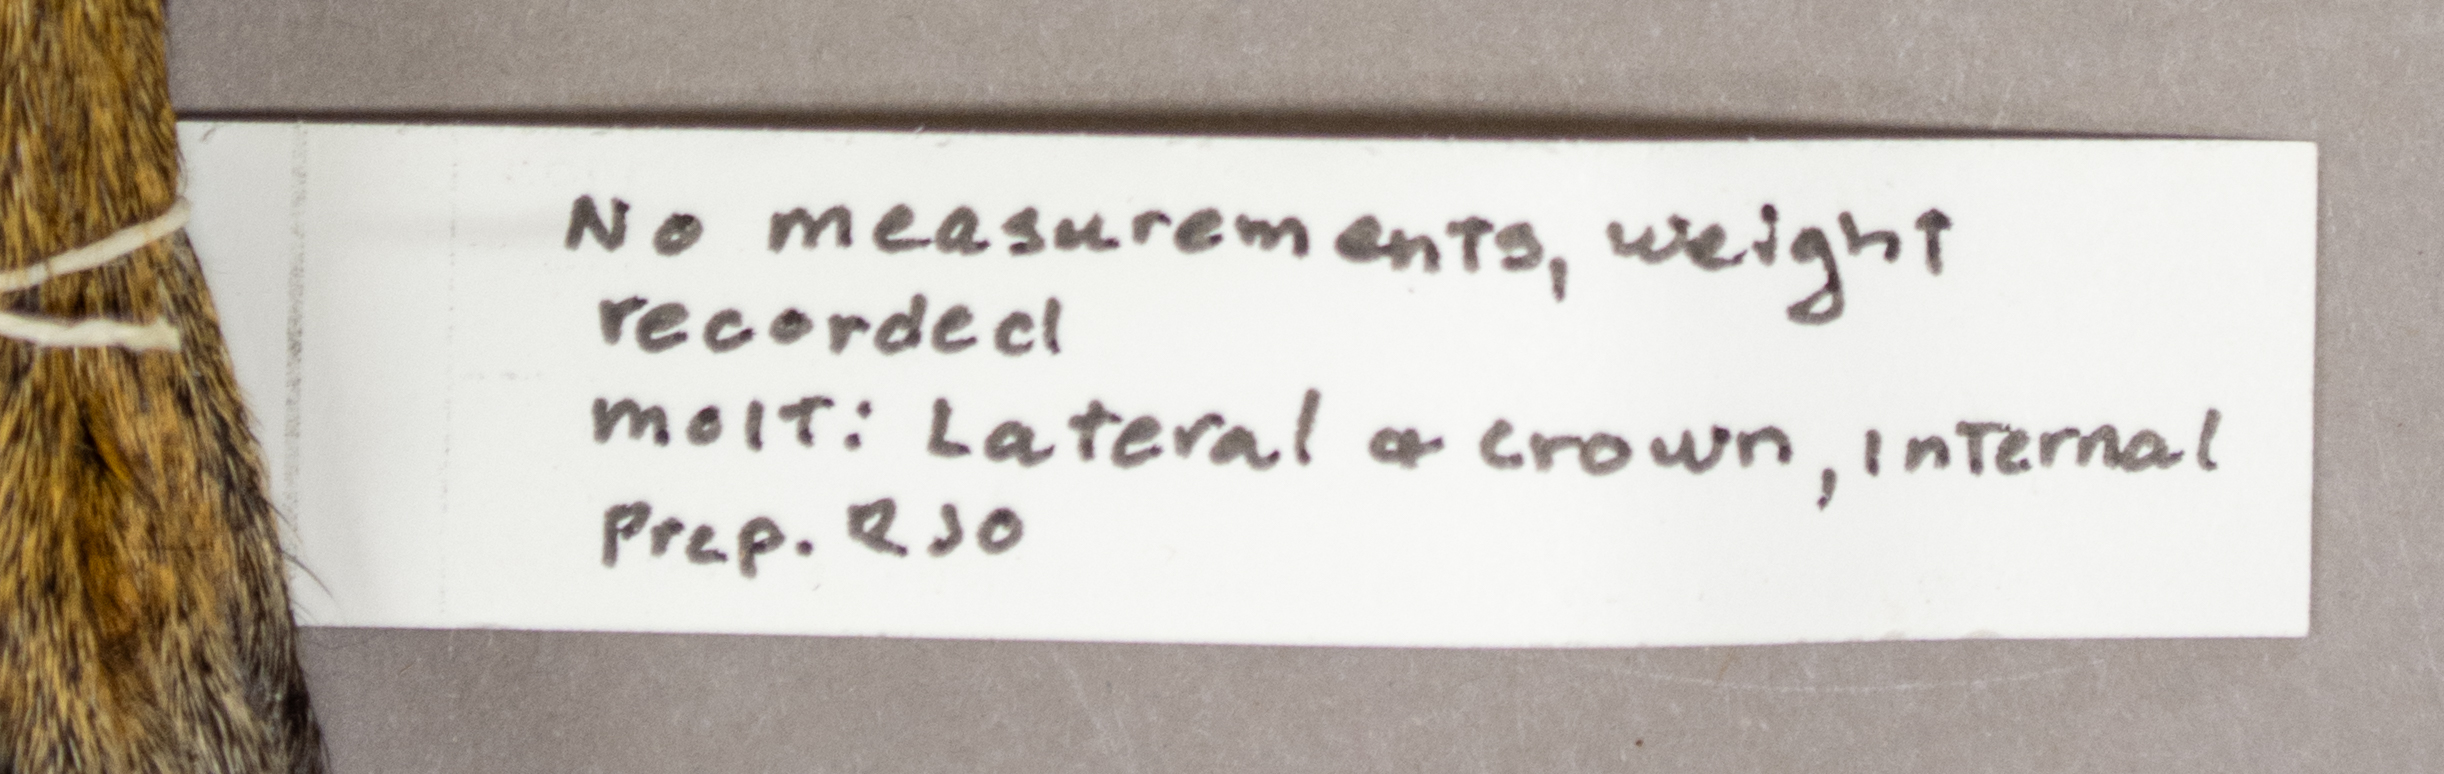 No measurements, weight
recorded
molt: Lateral & crown, internal
Prep. RJO